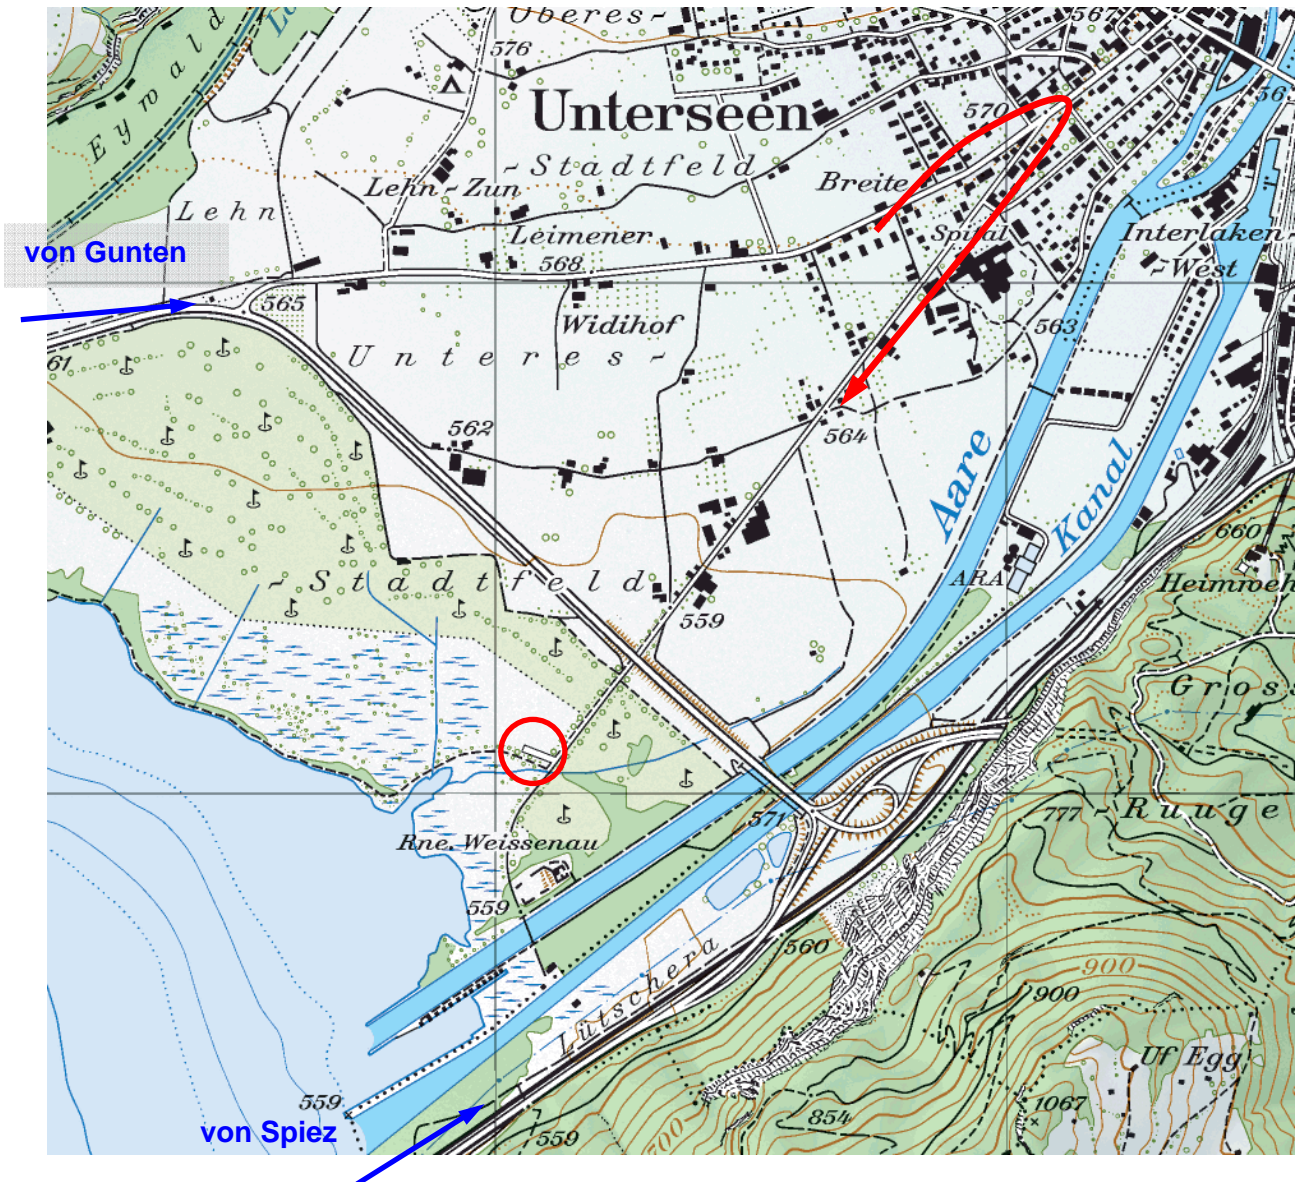 Oberes-
567
576
Eywald
Unterseen
570
56
-Stadtfeld
Breite
Lehn-Zun
Lehn
Leimener
Spital
Interlaken-
-West
von Gunten
568
565
563
Widihof
61
Unteres-
562
564
Aare
Kanal
660
ARA
Heimweh
-Stadtfeld
559
Gross
571
777
-Ruuge
Rne. Weissenau
559
560
900
900
Lütschera
Uf Egg
559
1067
854
von Spiez
559
700